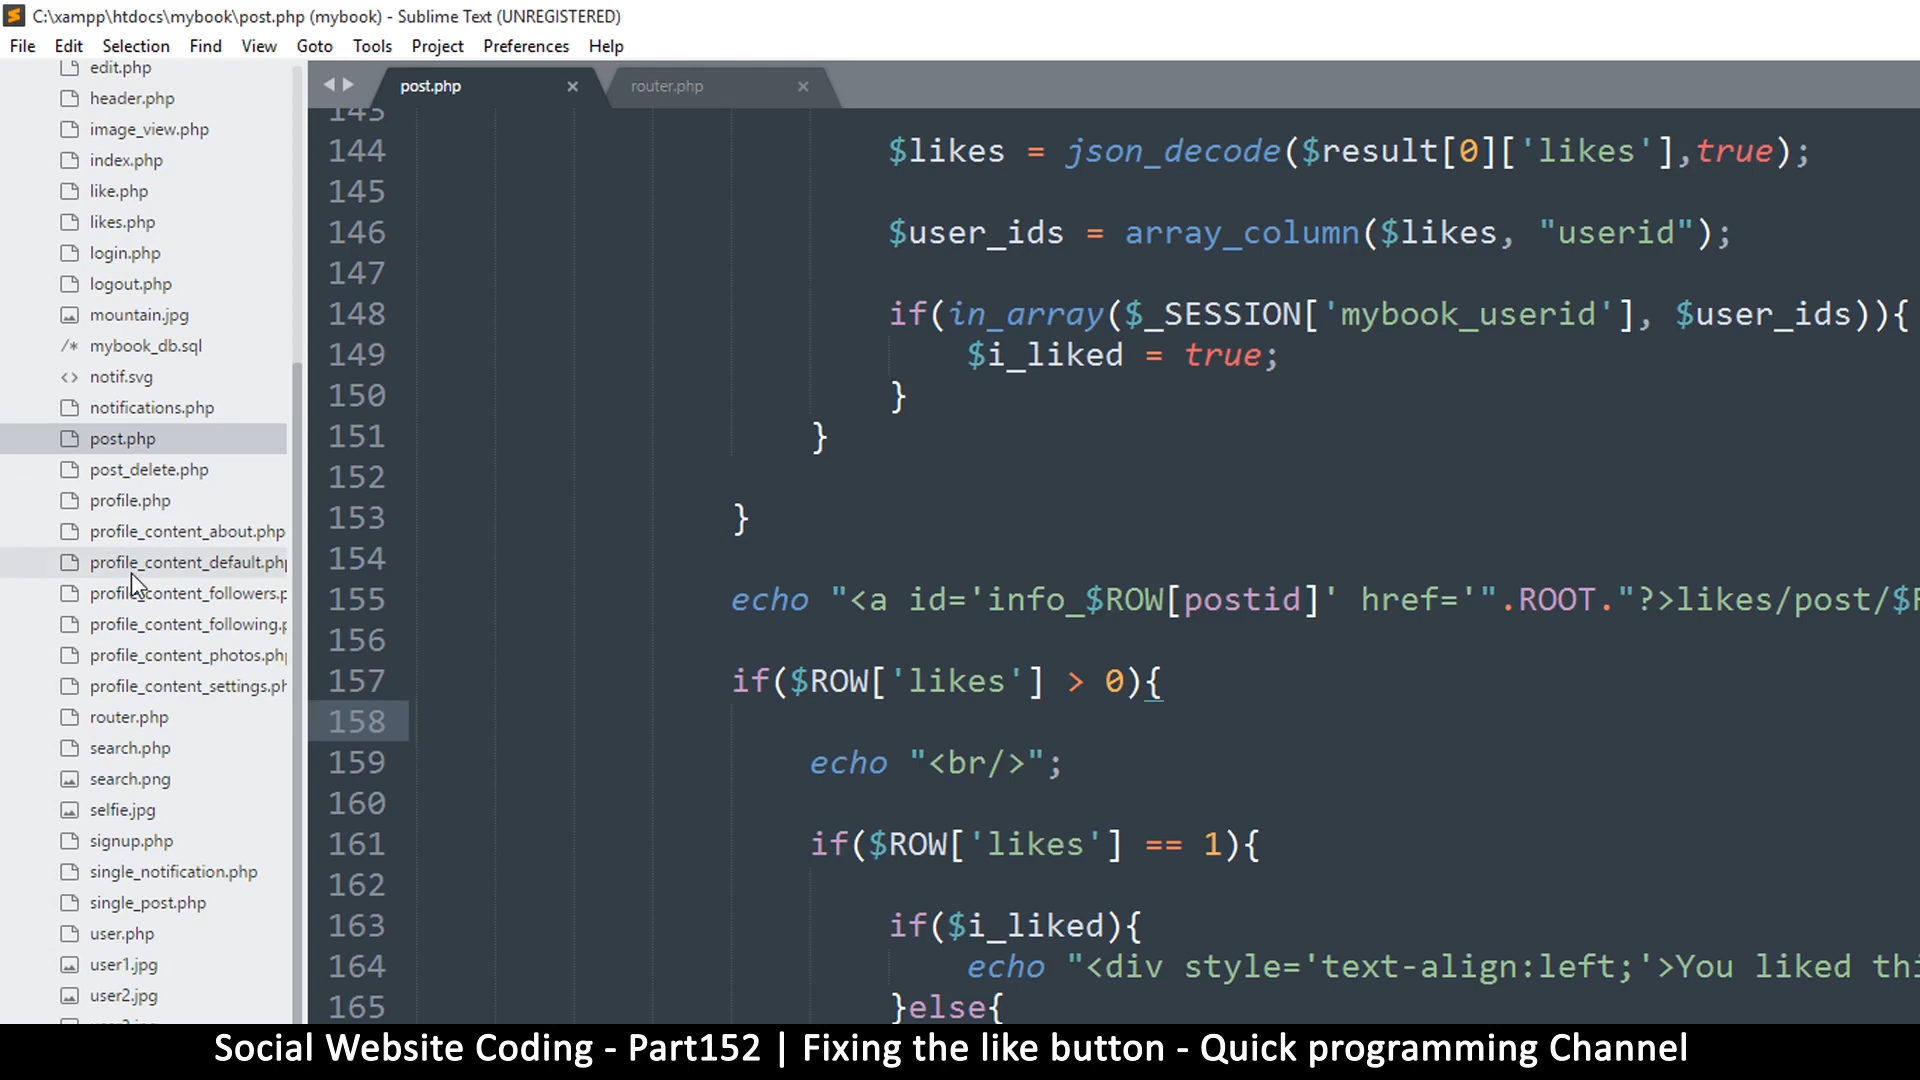 C:\xampp\htdocs\mybook\post.php (mybook) - Sublime Text (UNREGISTERED)
File Edit Selection Find View Goto Tools Project Preferences Help
edit.php
header.php
image_view.php
index.php
like.php
likes.php
login.php
logout.php
mountain.jpg
/* mybook_db.sql
<> notif.svg
notifications.php
post.php
post_delete.php
profile.php
profile_content_about.php
profile_content_default.php
profile_content_followers.p
profile_content_following.p
profile_content_photos.php
profile_content_settings.ph
router.php
search.php
search.png
selfie.jpg
signup.php
single_notification.php
single_post.php
user.php
user1.jpg
user2.jpg
post.php × router.php ×
143
144 $likes = json_decode($result[0]['likes'],true);
145
146 $user_ids = array_column($likes, "userid");
147
148 if(in_array($_SESSION['mybook_userid'], $user_ids)){
149 $i_liked = true;
150 }
151 }
152
153 }
154
155 echo "<a id='info_$ROW[postid]' href='".ROOT."?>likes/post/$R
156
157 if($ROW['likes'] > 0){
158
159 echo "<br/>";
160
161 if($ROW['likes'] == 1){
162
163 if($i_liked){
164 echo "<div style='text-align:left;'>You liked thi
165 }else{
Social Website Coding - Part152 | Fixing the like button - Quick programming Channel